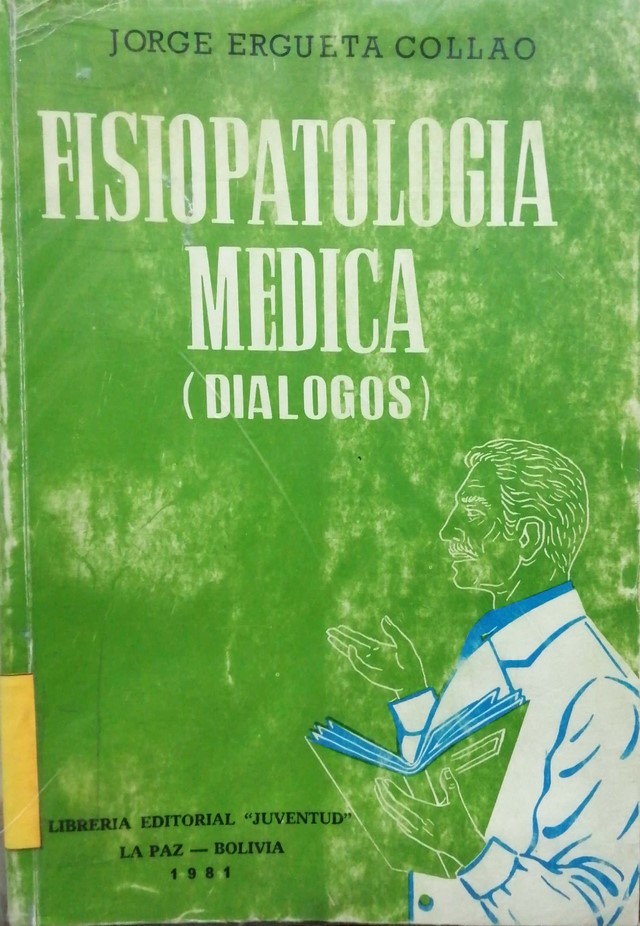 JORGE ERGUETA COLLAO
FISIOPATOLOGIA
MEDICA
(DIALOGOS)
LIBRERIA EDITORIAL "JUVENTUD"
LA PAZ — BOLIVIA
1981